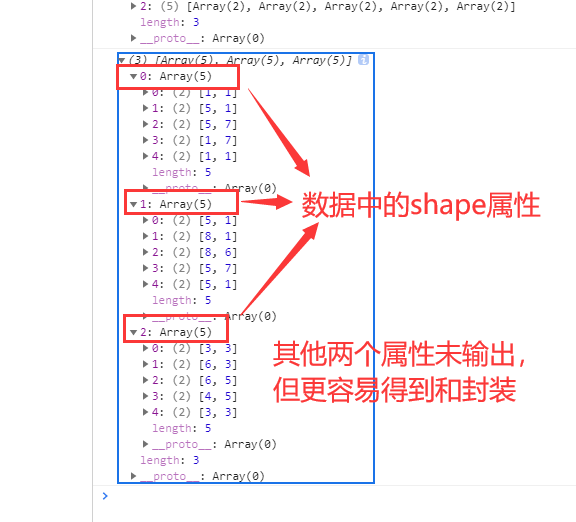 2: (5) [Array(2), Array(2), Array(2), Array(2), Array(2)]
length: 3
__proto__: Array(0)
(3) [Array(5), Array(5), Array(5)]
0: Array(5)
0: (2) [1, 1]
1: (2) [5, 1]
2: (2) [5, 7]
3: (2) [1, 7]
4: (2) [1, 1]
length: 5
__proto__: Array(0)
1: Array(5)
0: (2) [5, 1]
1: (2) [8, 1]
2: (2) [8, 6]
3: (2) [5, 7]
4: (2) [5, 1]
length: 5
__proto__: Array(0)
数据中的shape属性
2: Array(5)
0: (2) [3, 3]
1: (2) [6, 3]
2: (2) [6, 5]
3: (2) [4, 5]
4: (2) [3, 3]
length: 5
__proto__: Array(0)
length: 3
__proto__: Array(0)
其他两个属性未输出，
但更容易得到和封装